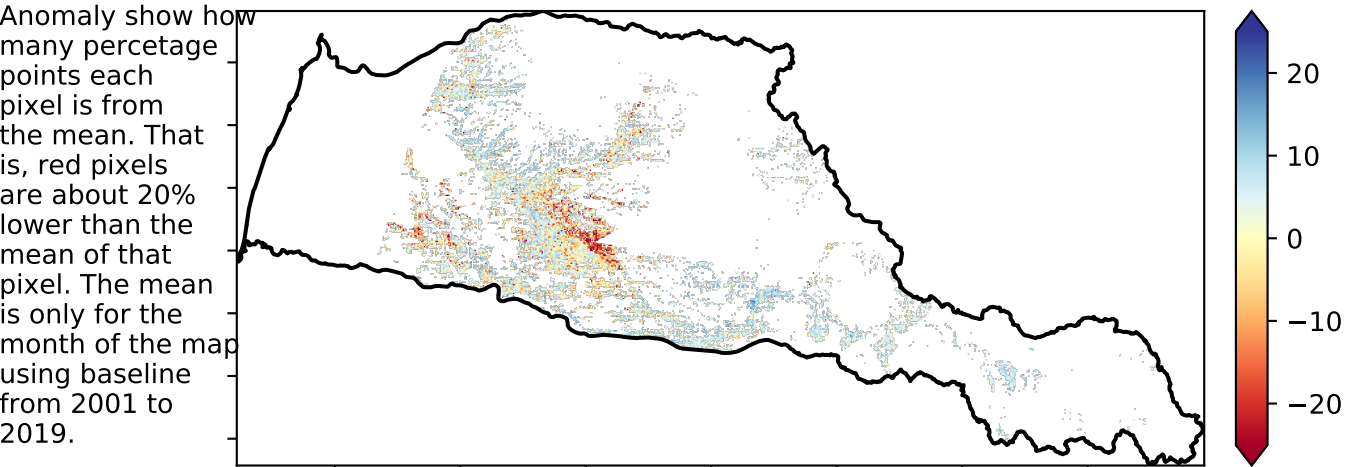 Anomaly show how
many percetage
points each
pixel is from
the mean. That
is, red pixels
are about 20%
lower than the
mean of that
pixel. The mean
is only for the
month of the map
using baseline
from 2001 to
2019.
20
10
0
−10
−20